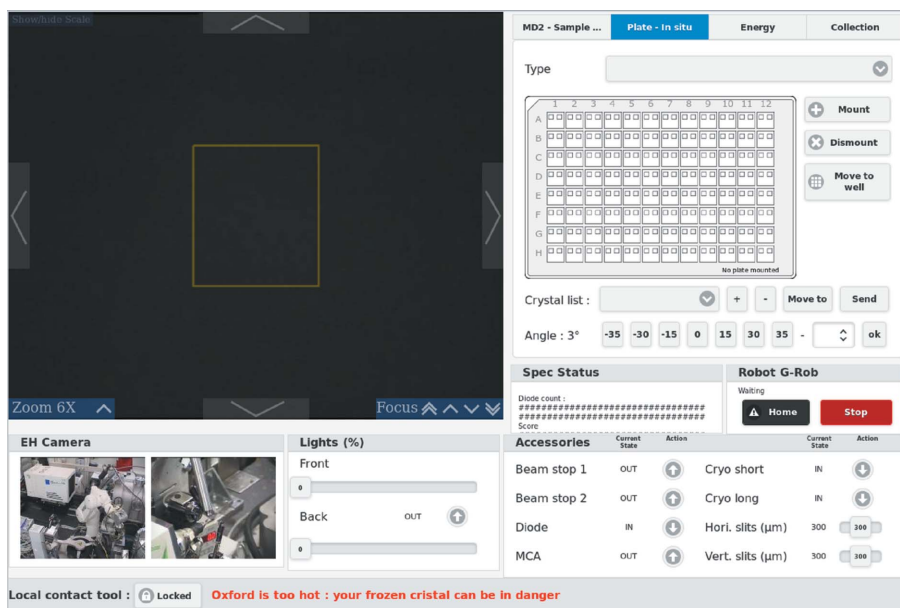 Show/hide Scale
Zoom 6X
Focus
MD2 - Sample ...
Plate - In situ
Energy
Collection
Type
1 2 3 4 5 6 7 8 9 10 11 12
A
B
C
D
E
F
G
H
No plate mounted
Mount
Dismount
Move to
well
Crystal list :
+
-
Move to
Send
Angle : 3°
-35 -30 -15 0 15 30 35 -
ok
Spec Status
Diode count :
##################################
##################################
Score
Robot G-Rob
Waiting
Home
Stop
EH Camera
Lights (%)
Front
0
Back OUT
0
Accessories
Current
State
Action
Current
State
Action
Beam stop 1 OUT
Cryo short IN
Beam stop 2 OUT
Cryo long IN
Diode IN
Hori. slits (µm) 300 300
MCA OUT
Vert. slits (µm) 300 300
Local contact tool : Locked Oxford is too hot : your frozen cristal can be in danger